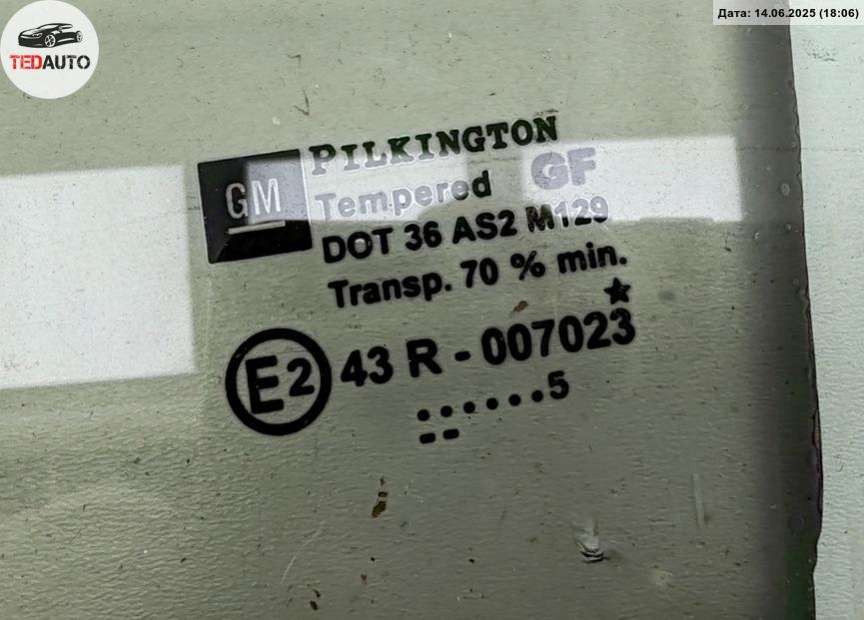 Дата: 14.06.2025 (18:06)
TEDAUTO
PILKINGTON
GM
Tempered GF
DOT 36 AS2 M129
Transp. 70 % min.
★
E2 43 R - 007023
......5
--